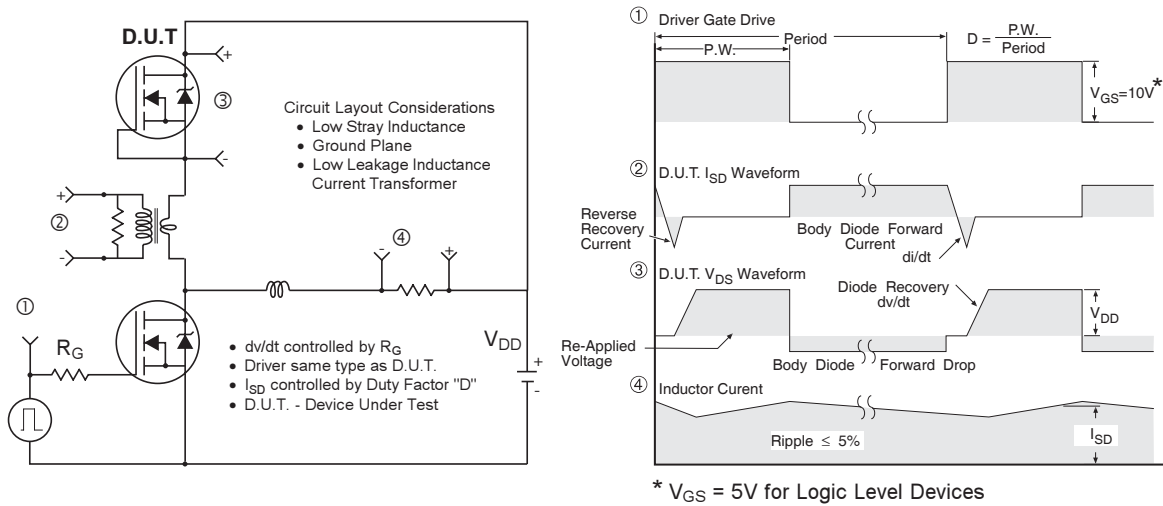 D.U.T
+
③
-
Circuit Layout Considerations
• Low Stray Inductance
• Ground Plane
• Low Leakage Inductance
Current Transformer
+
②
-
④
-
+
①
RG
VDD
+
-
• dv/dt controlled by RG
• Driver same type as D.U.T.
• ISD controlled by Duty Factor "D"
• D.U.T. - Device Under Test
① Driver Gate Drive
Period
P.W.
D = P.W.
Period
VGS=10V*
② D.U.T. ISD Waveform
Reverse
Recovery
Current
Body Diode Forward
Current
di/dt
③ D.U.T. VDS Waveform
Diode Recovery
dv/dt
VDD
Re-Applied
Voltage
Body Diode Forward Drop
④ Inductor Curent
Ripple ≤ 5%
ISD
* VGS = 5V for Logic Level Devices